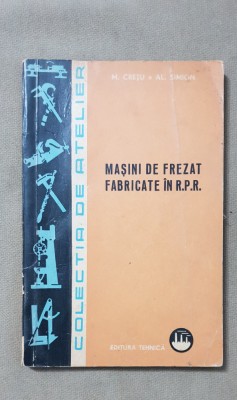 M. CREȚU și AL. SIMION
MAȘINI DE FREZAT
FABRICATE ÎN R.P.R.
COLECȚIA DE ATELIER
EDITURA TEHNICĂ